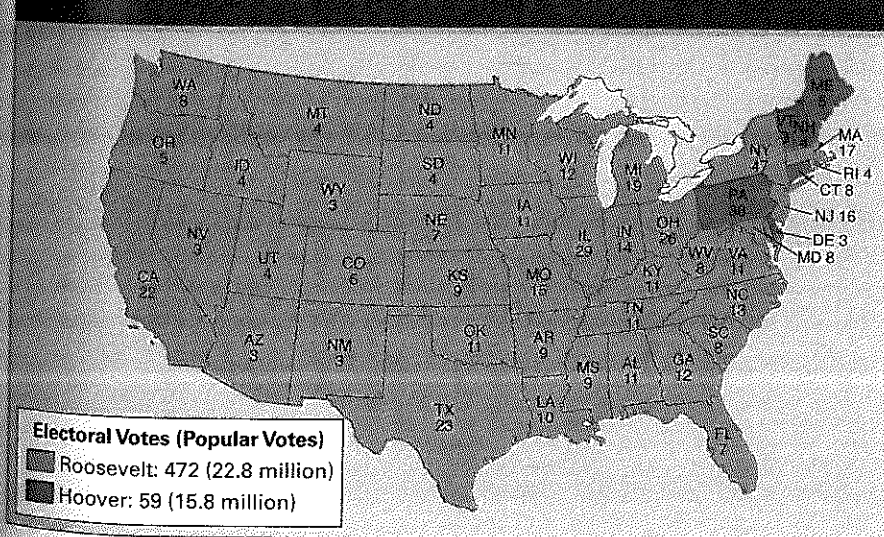 WA
8
OR
5
CA
22
NV
3
ID
4
MT
4
WY
3
UT
4
CO
6
AZ
3
NM
3
ND
4
SD
4
NE
7
KS
9
OK
11
TX
23
MN
11
IA
11
MO
15
AR
9
LA
10
WI
12
IL
29
MI
19
IN
14
OH
26
KY
11
TN
11
MS
9
AL
11
GA
12
FL
7
SC
8
NC
13
VA
11
WV
8
PA
36
NY
47
VT
3
NH
4
ME
5
MA
17
RI 4
CT 8
NJ 16
DE 3
MD 8
Electoral Votes (Popular Votes)
Roosevelt: 472 (22.8 million)
Hoover: 59 (15.8 million)